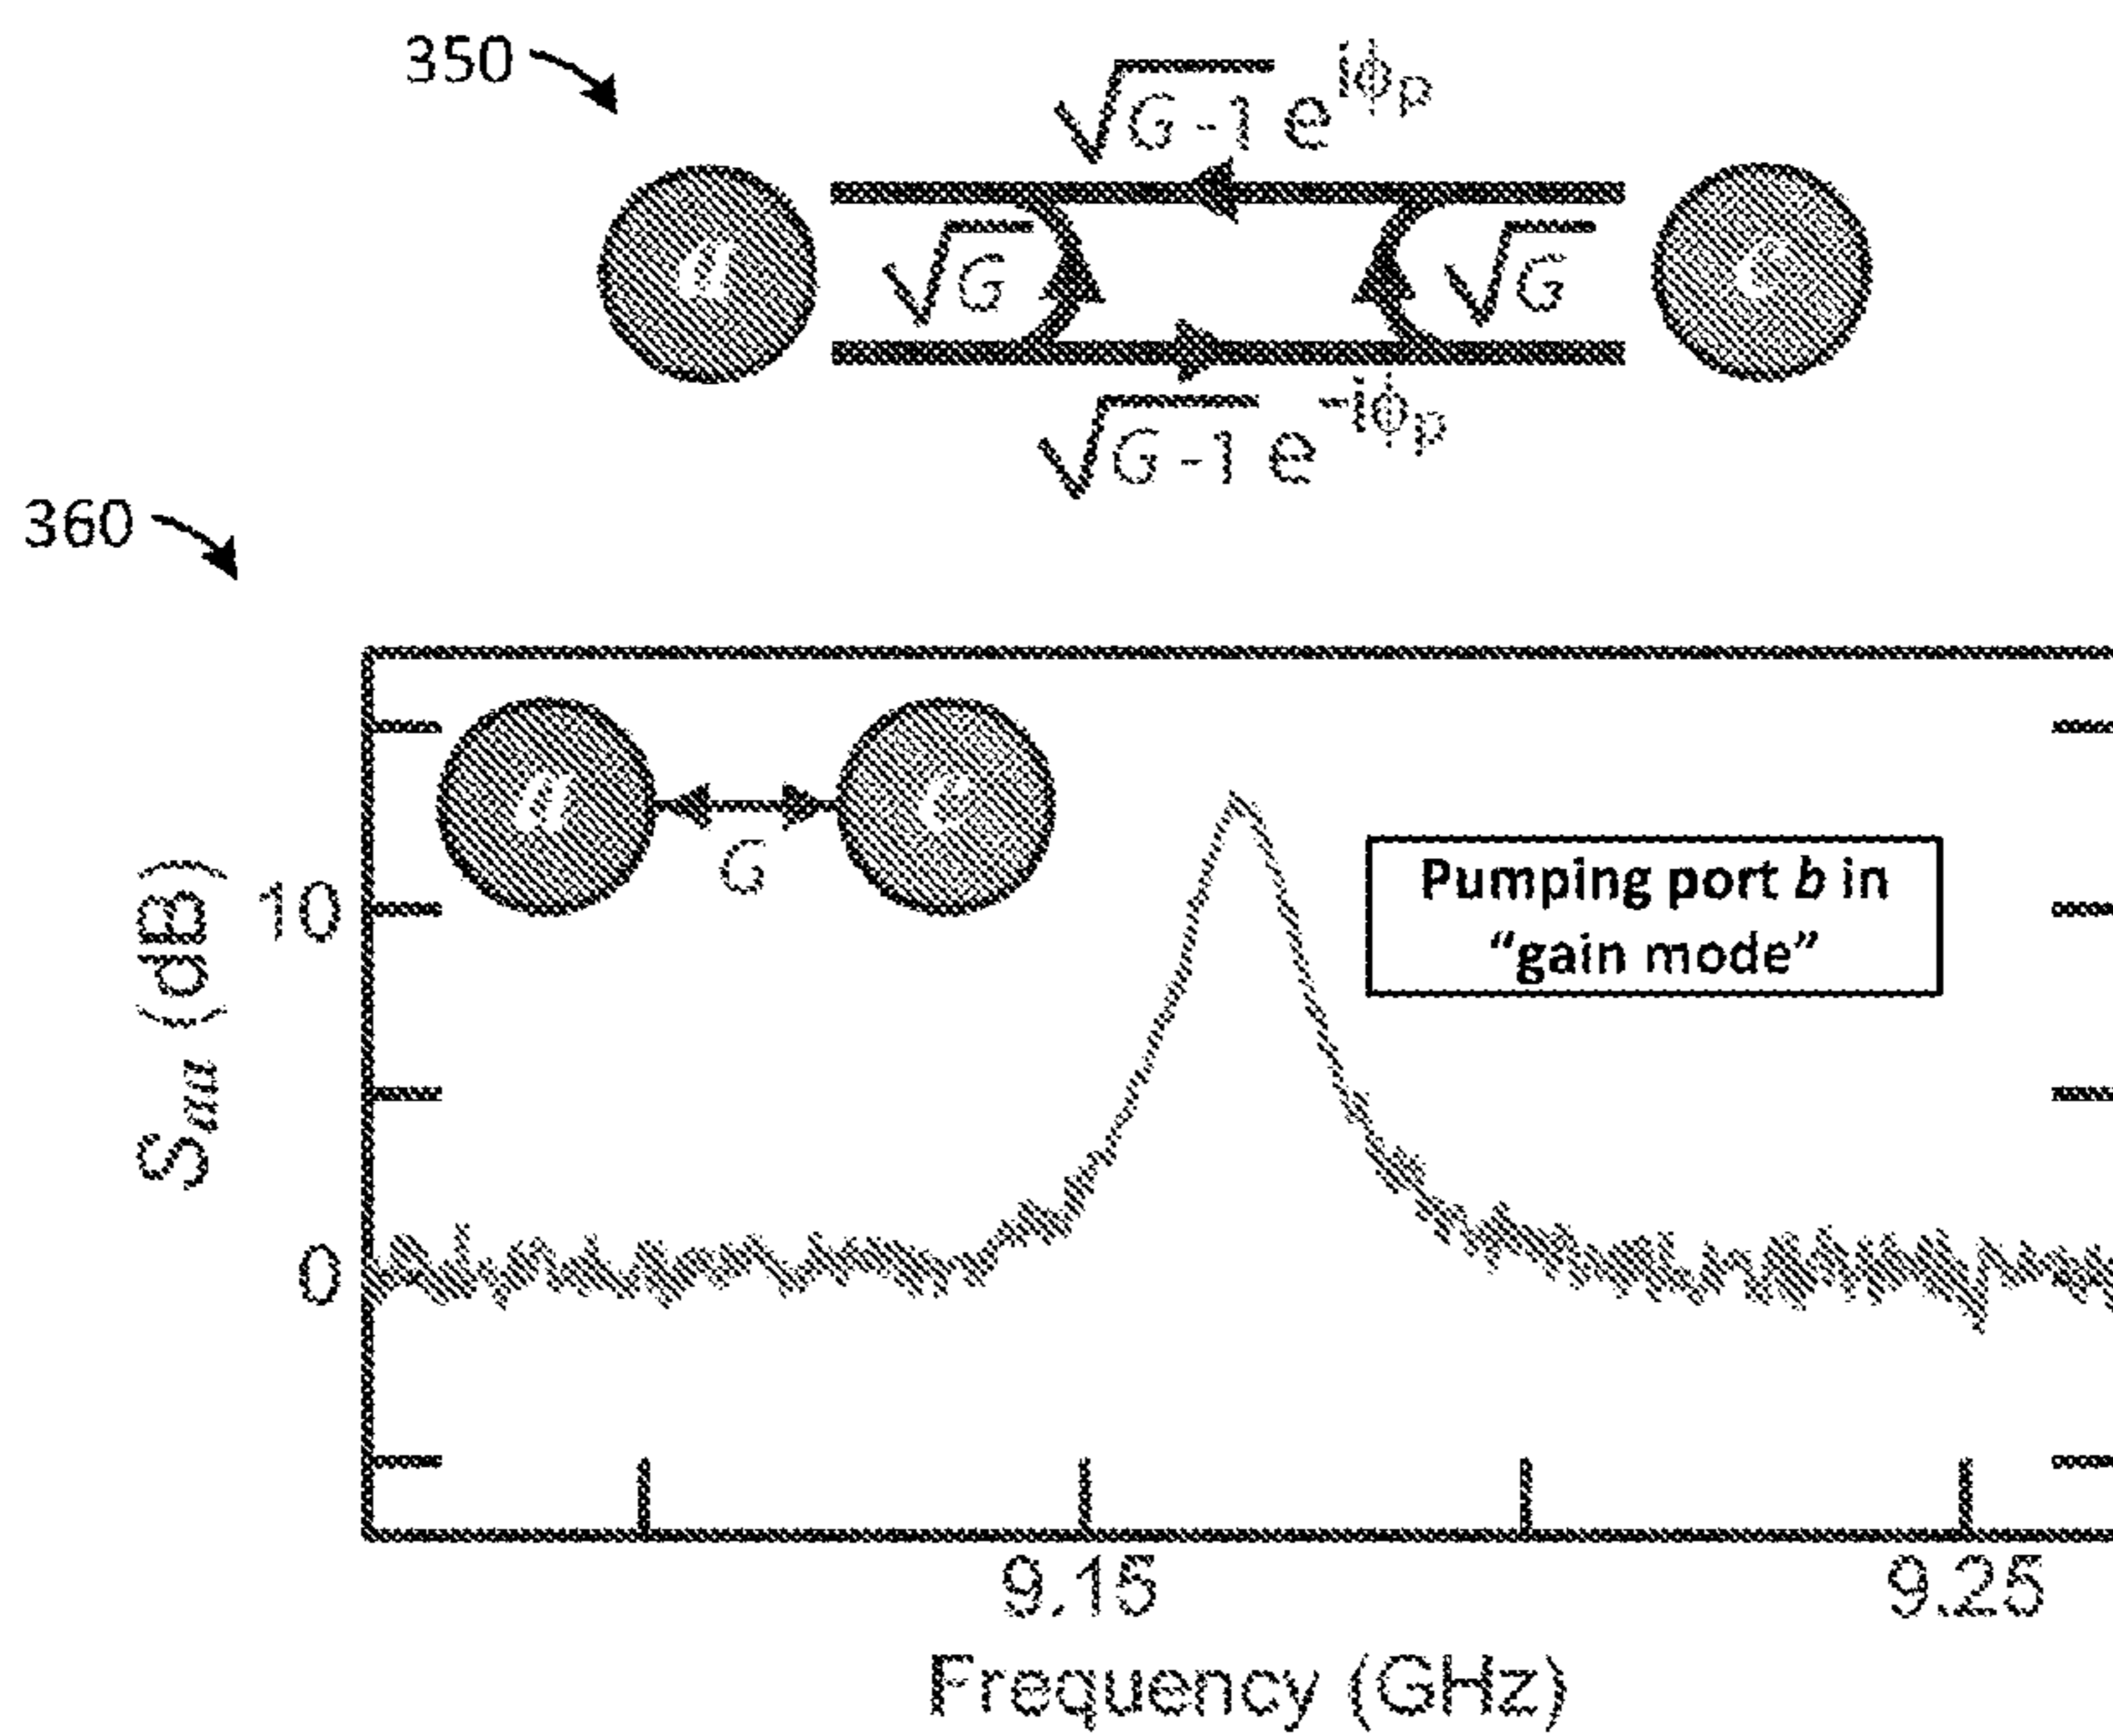 350
√G-1 e^iϕp
a
√G
√G
c
√G-1 e^-iϕp
360
a
c
G
Pumping port b in
“gain mode”
S_aa (dB)
10
0
9.15
9.25
Frequency (GHz)